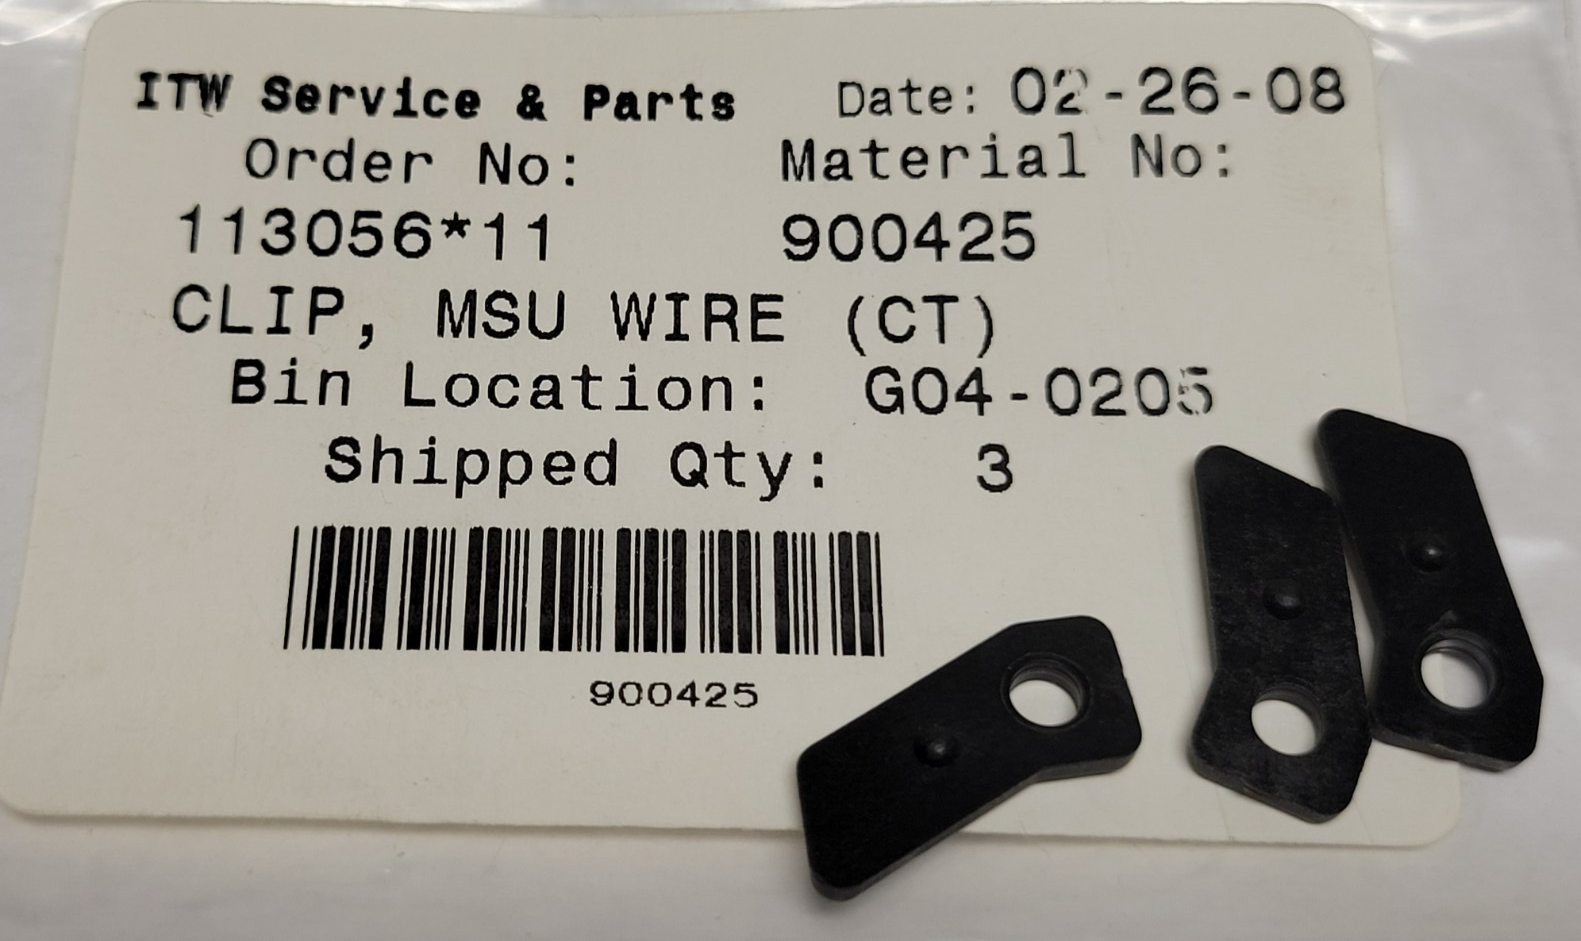 ITW Service & Parts Date: 02-26-08
Order No: Material No:
113056*11 900425
CLIP, MSU WIRE (CT)
Bin Location: G04-0205
Shipped Qty: 3
900425